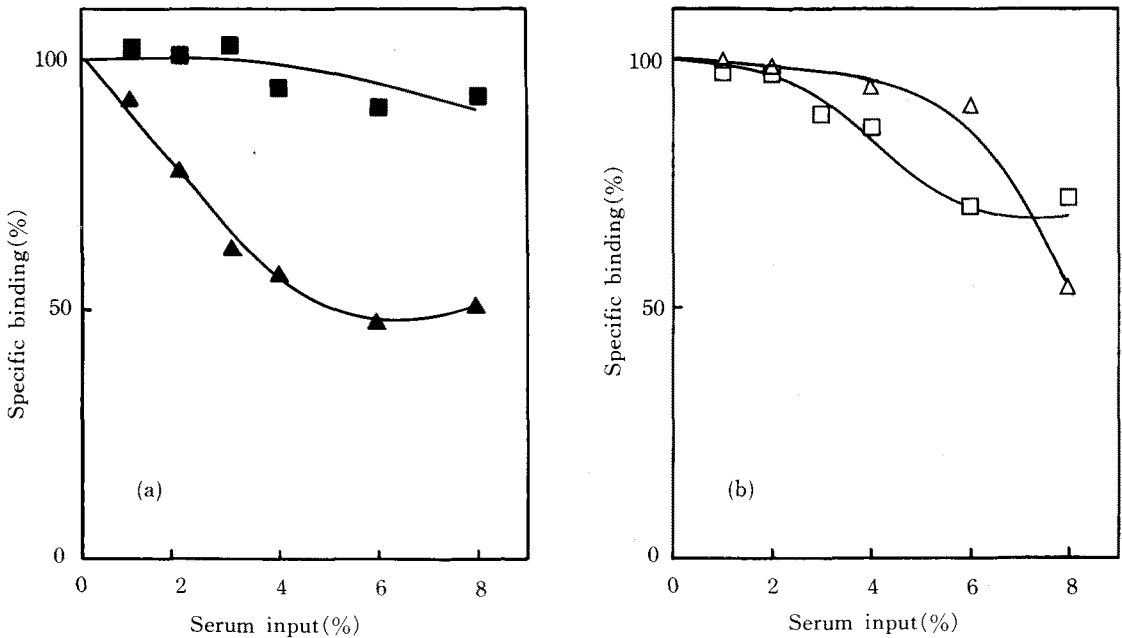 100
50
0
Specific binding(%)
(a)
0 2 4 6 8
Serum input(%)
100
50
0
Specific binding(%)
(b)
0 2 4 6 8
Serum input(%)